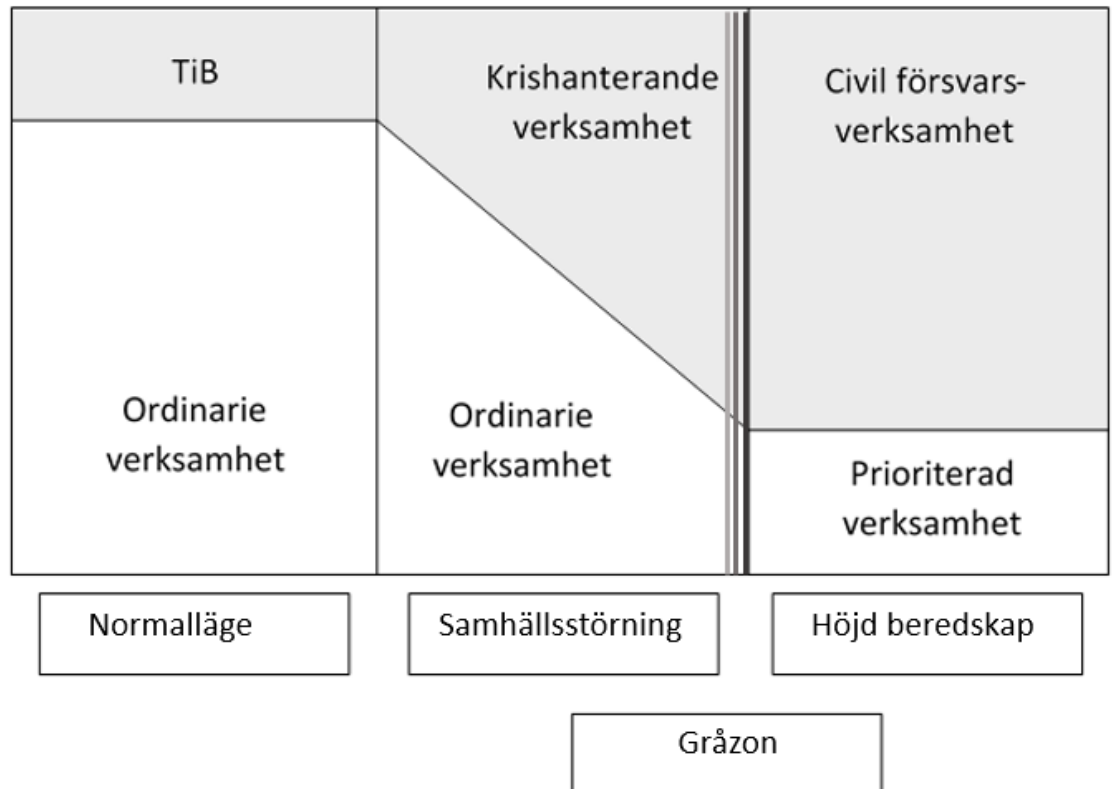 TiB
Krishanterande
verksamhet
Civil försvars-
verksamhet
Ordinarie
verksamhet
Ordinarie
verksamhet
Prioriterad
verksamhet
Normalläge
Samhällsstörning
Höjd beredskap
Gråzon